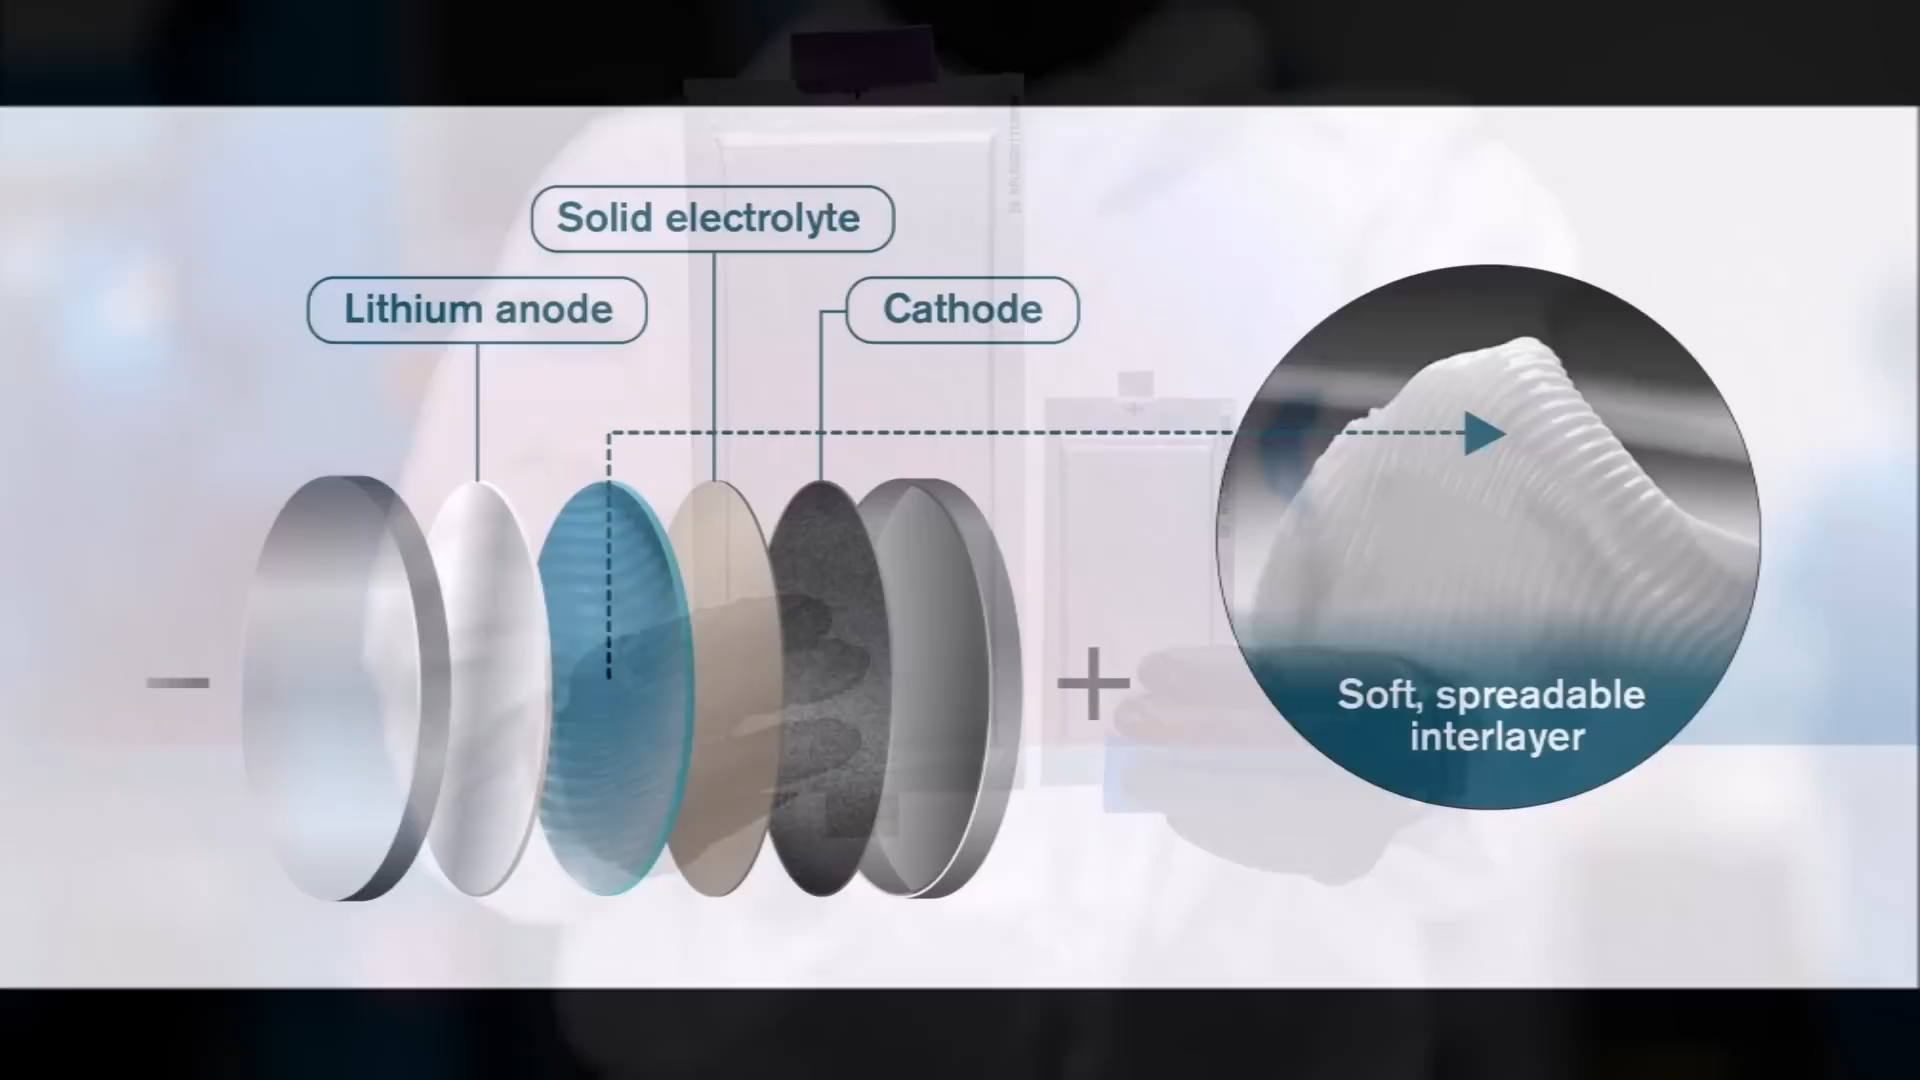 Solid electrolyte
Lithium anode
Cathode
Soft, spreadable
interlayer